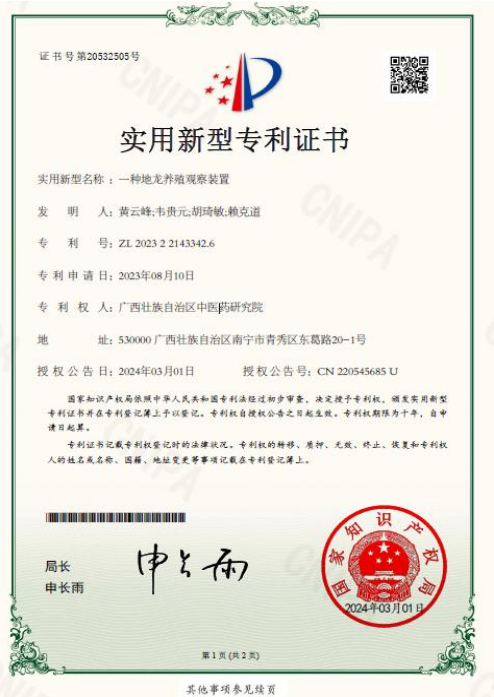 证书号第20532505号
实用新型专利证书
实用新型名称：一种地龙养殖观察装置
发明人：黄云峰;韦贵元;胡琦敏;赖克道
专利号：ZL 2023 2 2143342.6
专利申请日：2023年08月10日
专利权人：广西壮族自治区中医药研究院
地址：530000 广西壮族自治区南宁市青秀区东葛路20-1号
授权公告日：2024年03月01日 授权公告号：CN 220545685 U
国家知识产权局依照中华人民共和国专利法经过初步审查，决定授予专利权，颁发实用新型
专利证书并在专利登记簿上予以登记。专利权自授权公告之日起生效。专利权期限为十年，自申
请日起算。
专利证书记载专利权登记时的法律状况。专利权的转移、质押、无效、终止、恢复和专利权
人的姓名或名称、国籍、地址变更等事项记载在专利登记簿上。
局长
申长雨
申长雨
国家知识产权局
2024年03月01日
第1页(共2页)
其他事项参见续页
CNIPA